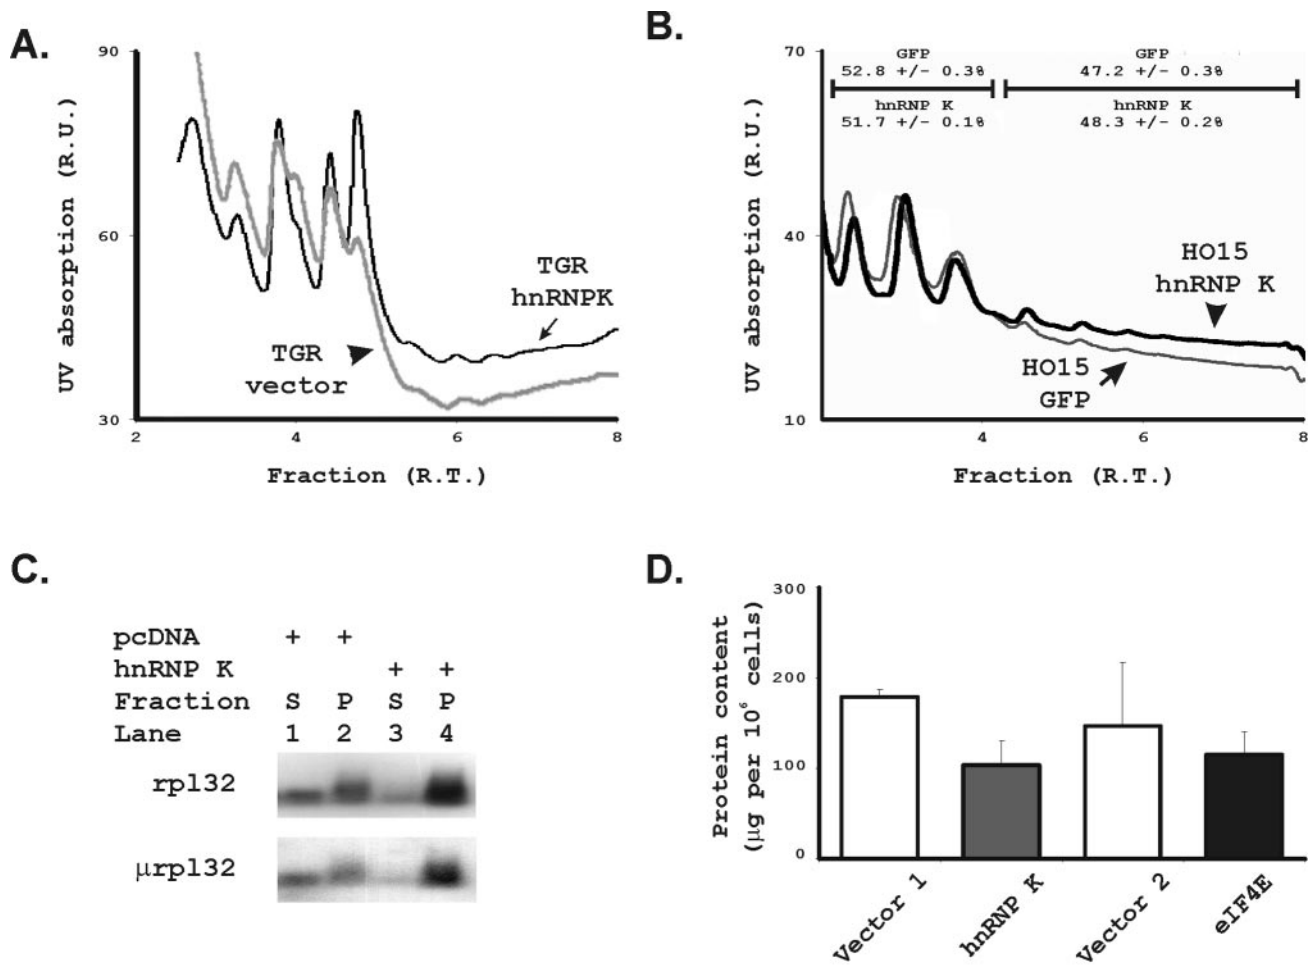 A.
90
60
30
2
4
6
8
UV absorption (R.U.)
Fraction (R.T.)
TGR
hnRNPK
TGR
vector
B.
70
40
10
4
6
8
UV absorption (R.U.)
Fraction (R.T.)
GFP
52.8 +/- 0.3%
GFP
47.2 +/- 0.3%
hnRNP K
51.7 +/- 0.1%
hnRNP K
48.3 +/- 0.2%
HO15
hnRNP K
HO15
GFP
C.
pcDNA + +
hnRNP K + +
Fraction S P S P
Lane 1 2 3 4
rpl32
µrpl32
D.
300
200
100
0
Protein content
(µg per 10⁶ cells)
Vector 1
hnRNP K
Vector 2
eIF4E